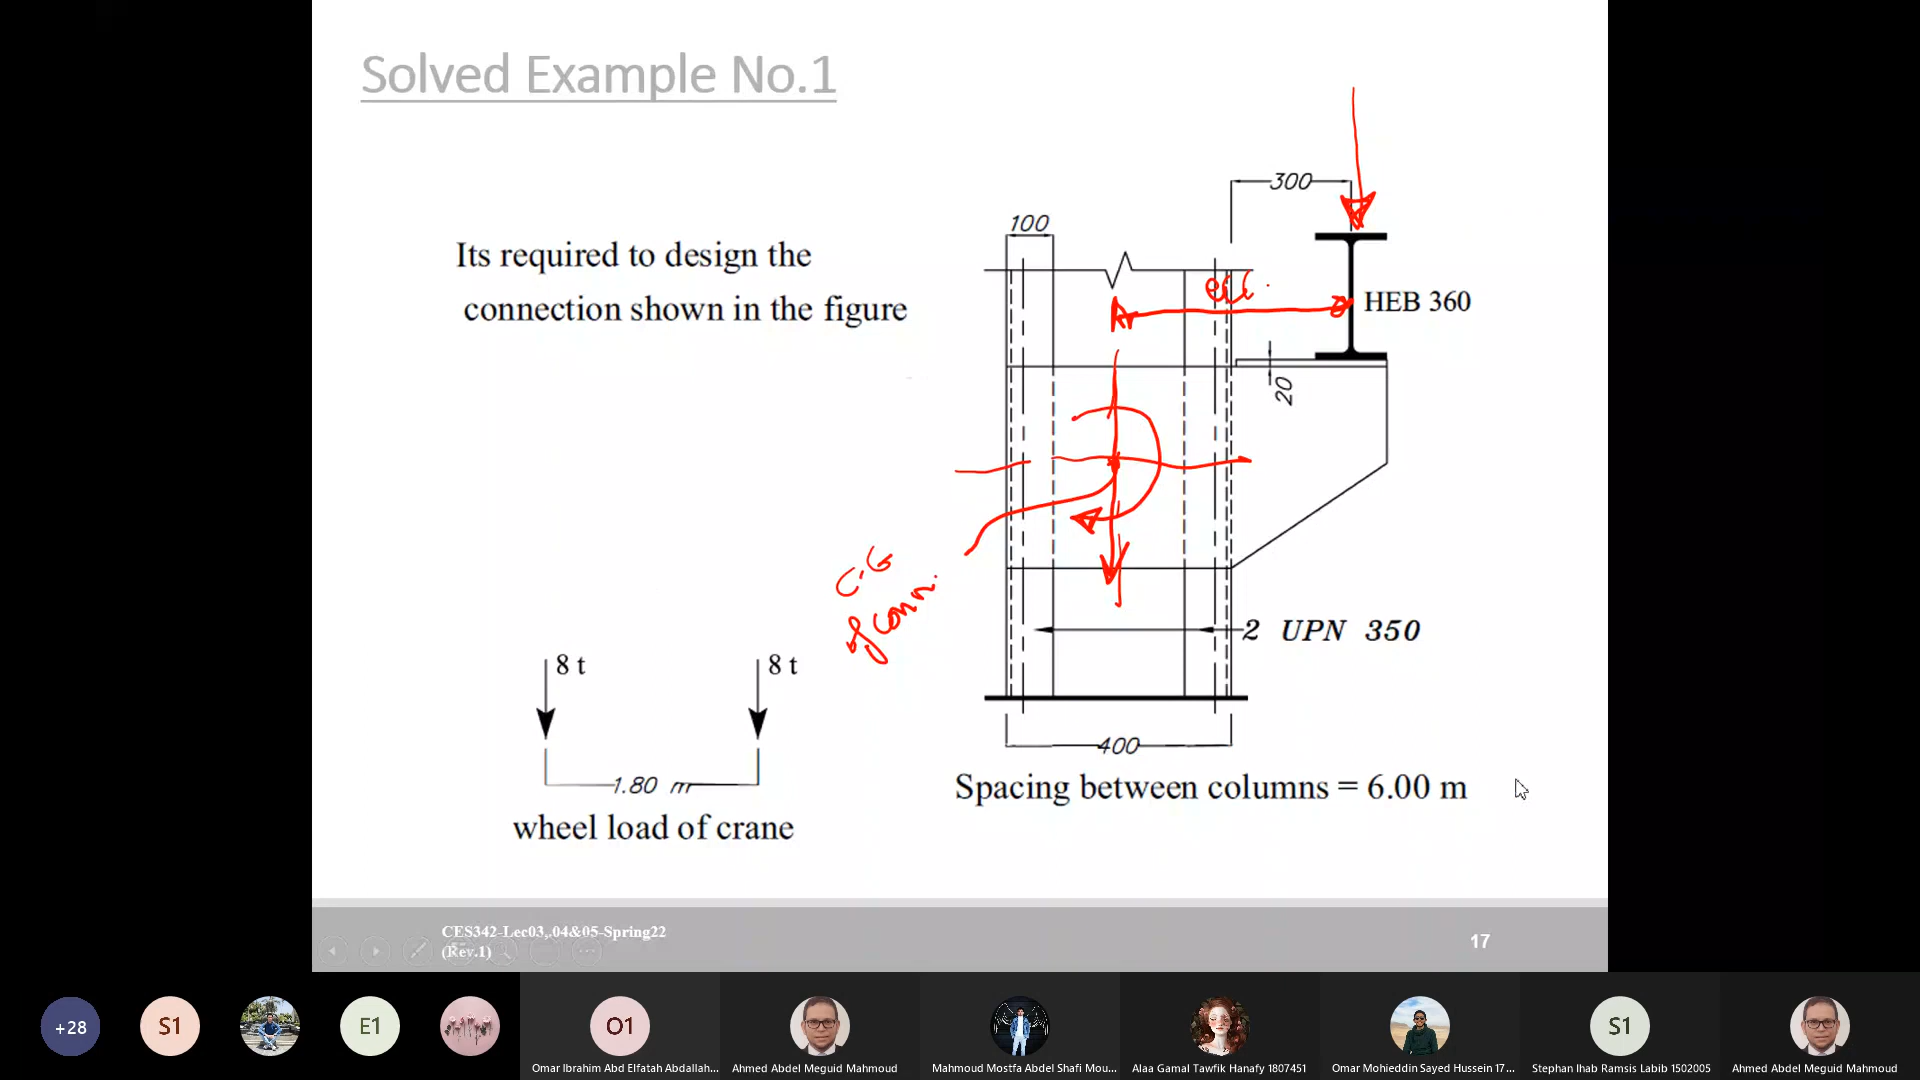 Solved Example No.1
300
100
Its required to design the
connection shown in the figure
ecc.
HEB 360
20
C.G
of conn.
2 UPN 350
8 t
8 t
400
1.80 m
Spacing between columns = 6.00 m
wheel load of crane
CES342-Lec03,.04&05-Spring22
(Rev.1)
17
+28
S1
E1
O1
S1
Omar Ibrahim Abd Elfatah Abdallah...
Ahmed Abdel Meguid Mahmoud
Mahmoud Mostfa Abdel Shafi Mou...
Alaa Gamal Tawfik Hanafy 1807451
Omar Mohieddin Sayed Hussein 17...
Stephan Ihab Ramsis Labib 1502005
Ahmed Abdel Meguid Mahmoud